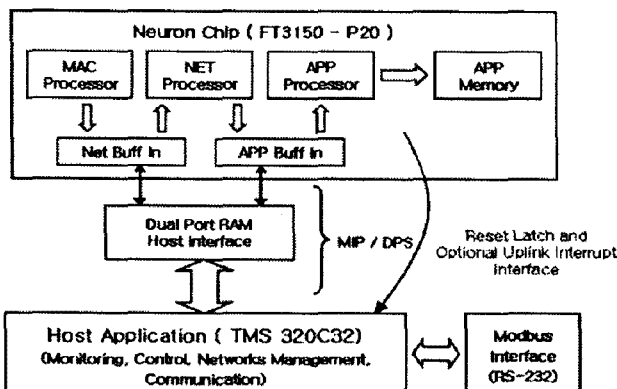 Neuron Chip ( FT3150 - P20 )
MAC
Processor
NET
Processor
APP
Processor
APP
Memory
Net Buff In
APP Buff In
Dual Port RAM
Host Interface
MIP / DPS
Reset Latch and
Optional Uplink Interrupt
Interface
Host Application ( TMS 320C32)
(Monitoring, Control, Networks Management,
Communication)
Modbus
Interface
(RS-232)